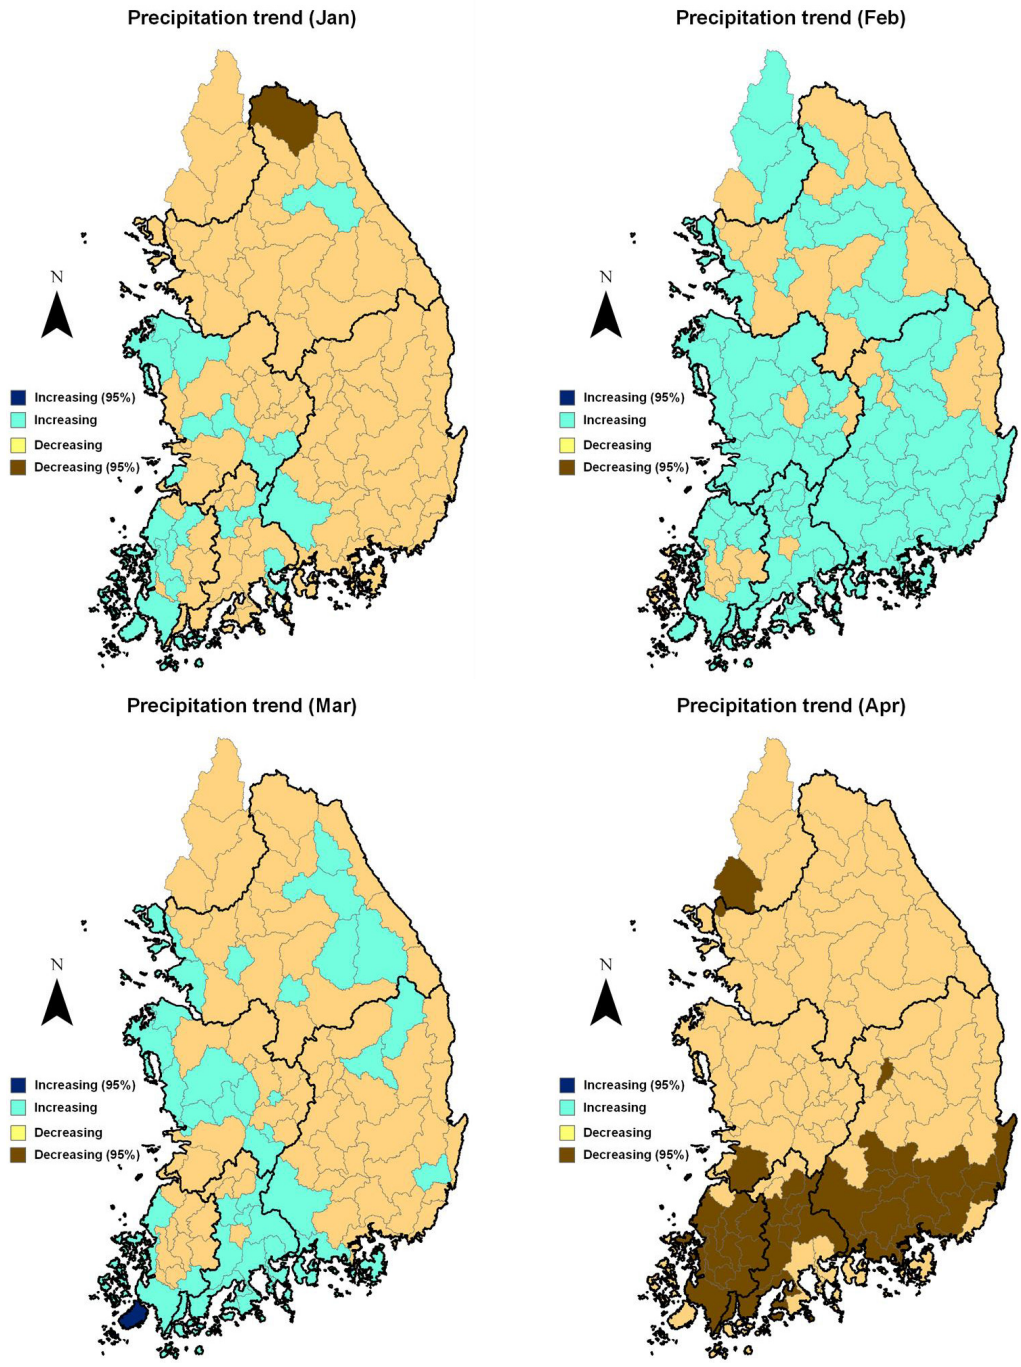 Precipitation trend (Jan)
N
Increasing (95%)
Increasing
Decreasing
Decreasing (95%)
Precipitation trend (Feb)
N
Increasing (95%)
Increasing
Decreasing
Decreasing (95%)
Precipitation trend (Mar)
N
Increasing (95%)
Increasing
Decreasing
Decreasing (95%)
Precipitation trend (Apr)
N
Increasing (95%)
Increasing
Decreasing
Decreasing (95%)